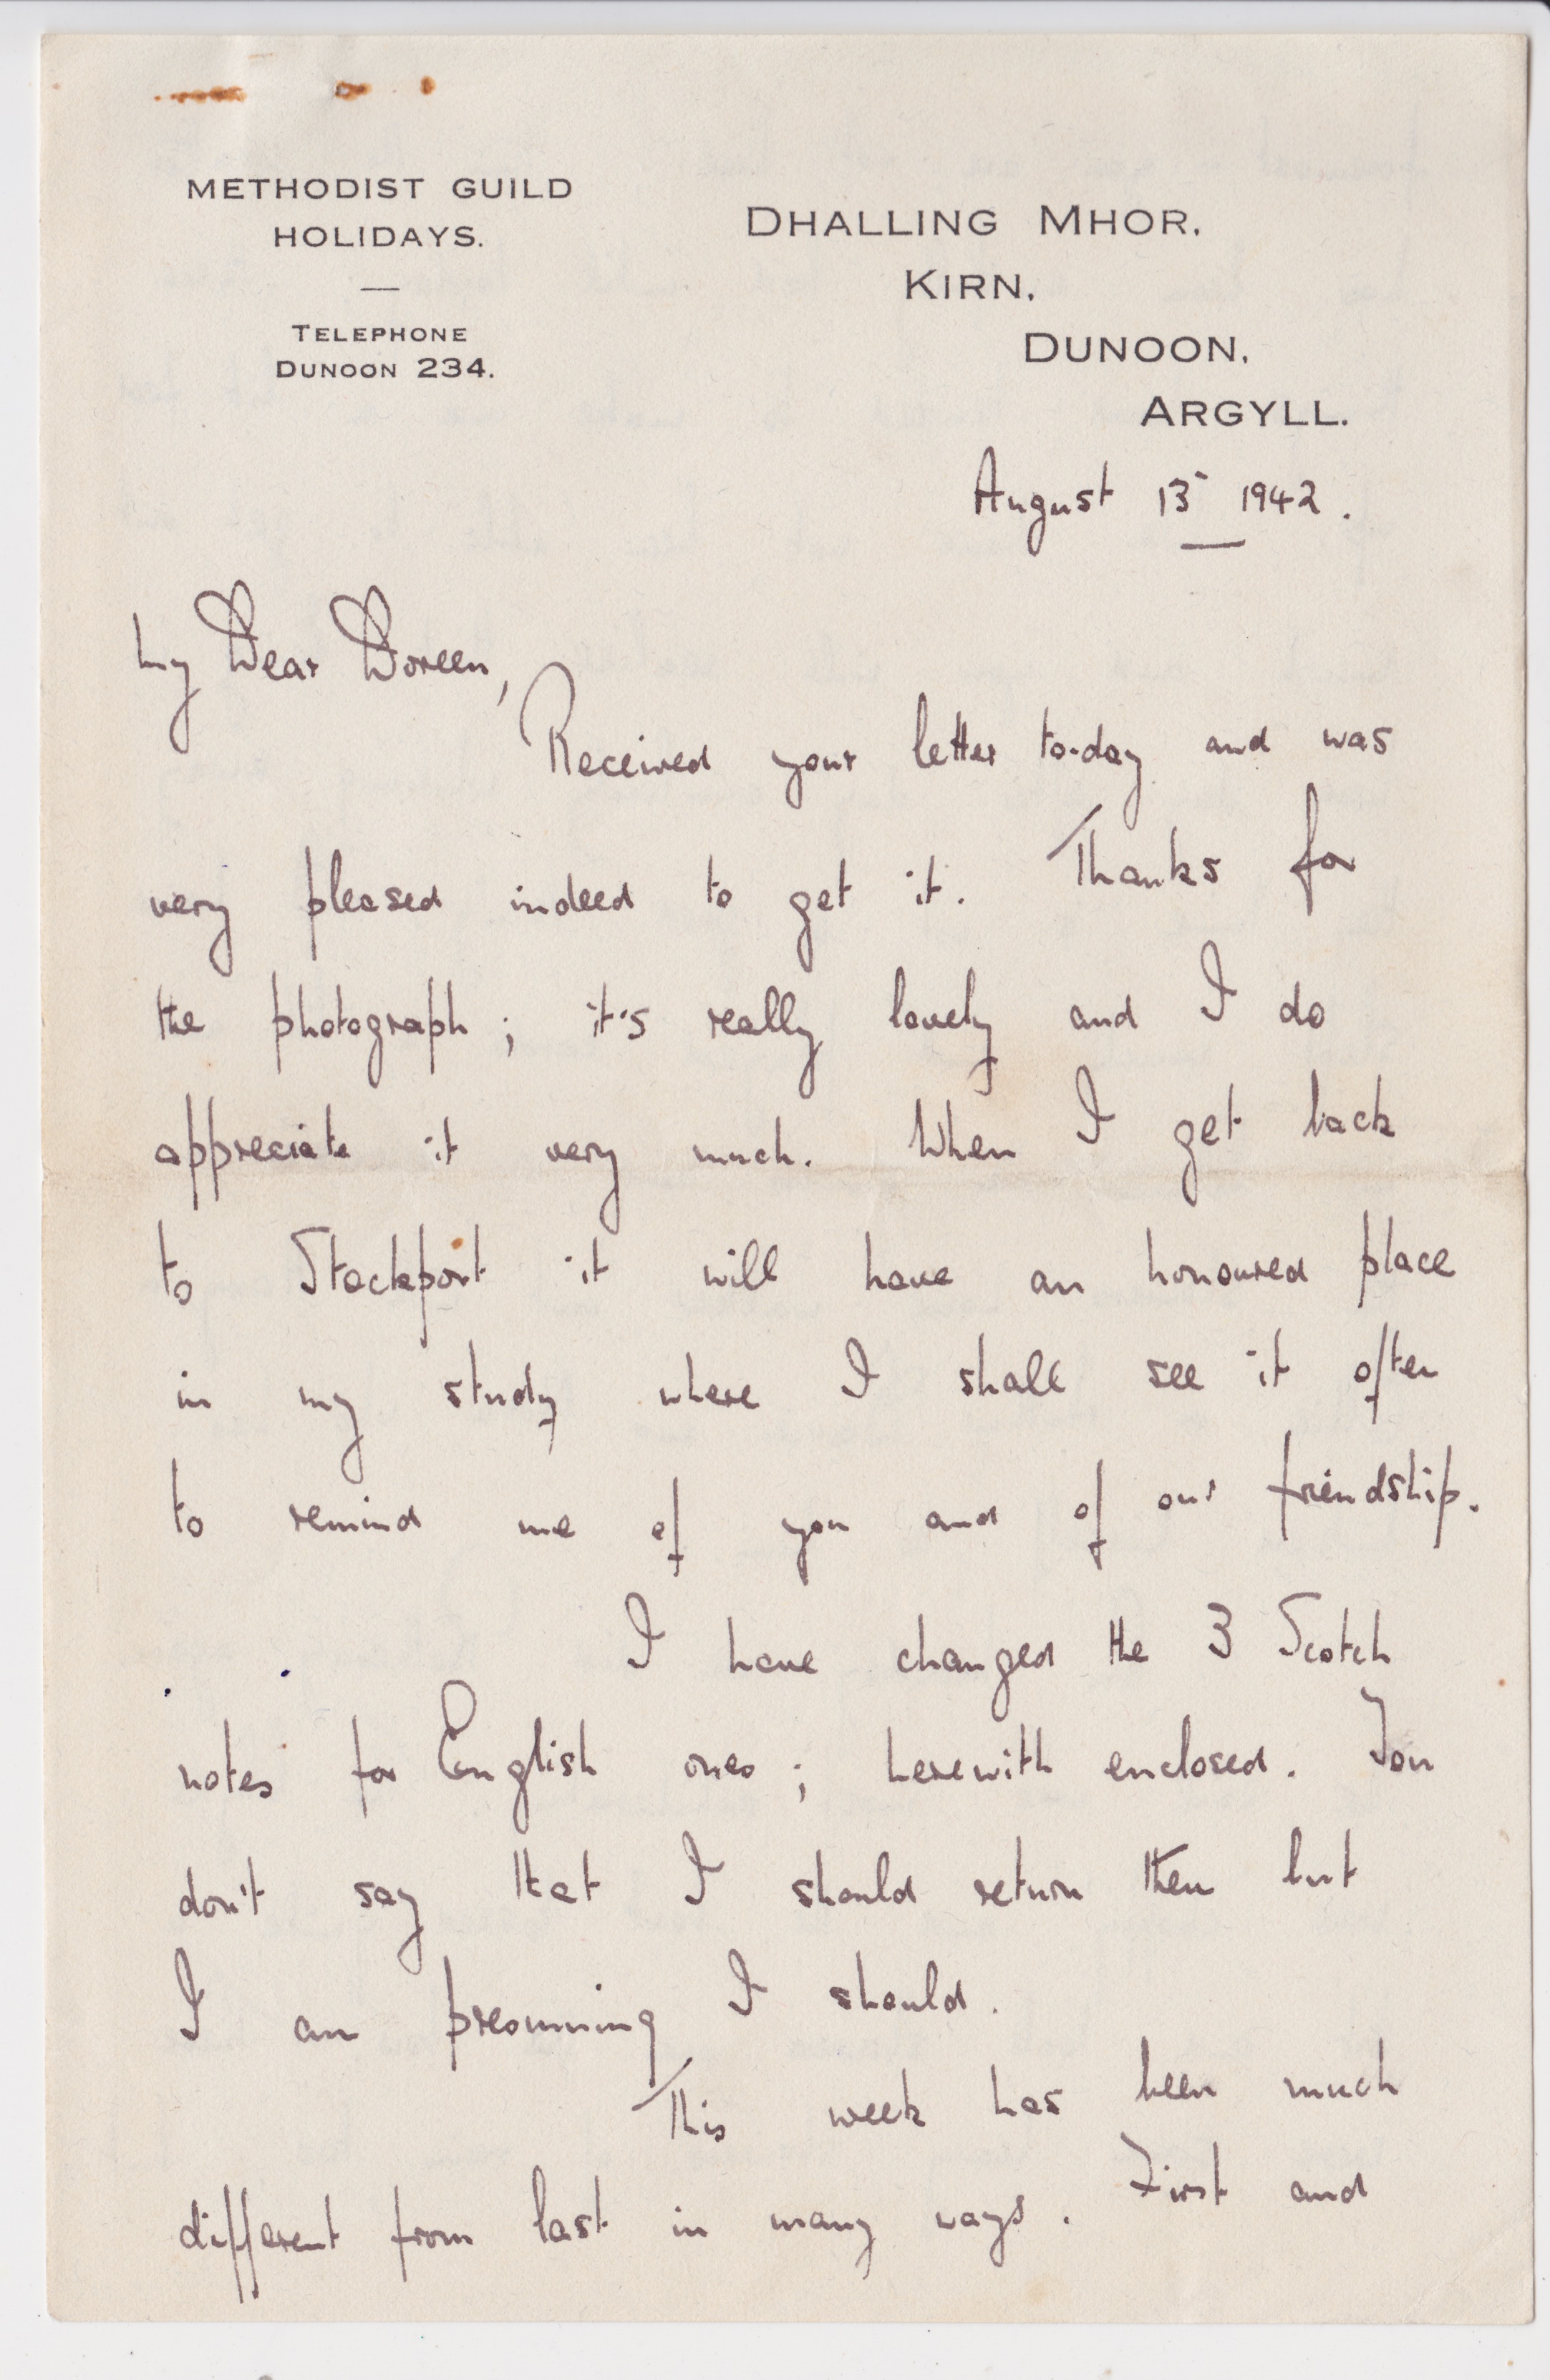 METHODIST GUILD
HOLIDAYS.
TELEPHONE
DUNOON 234.
DHALLING MHOR,
KIRN,
DUNOON,
ARGYLL.
August 13 1942.
My Dear Doreen,
Received your letter to-day and was
very pleased indeed to get it. Thanks for
the photograph; it's really lovely and I do
appreciate it very much. When I get back
to Stockport it will have an honoured place
in my study where I shall see it often
to remind me of you and of our friendship.
I have changed the 3 Scotch
notes for English ones; herewith enclosed. You
don't say that I should return them but
I am presuming I should.
This week has been much
different from last in many ways. First and